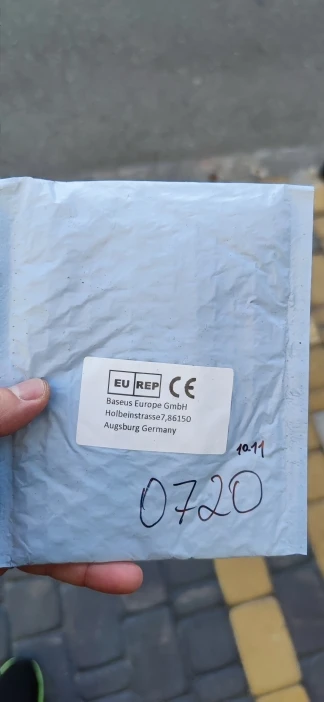 EU REP CE
Baseus Europe GmbH
Holbeinstrasse7,86150
Augsburg Germany
10.11
0720